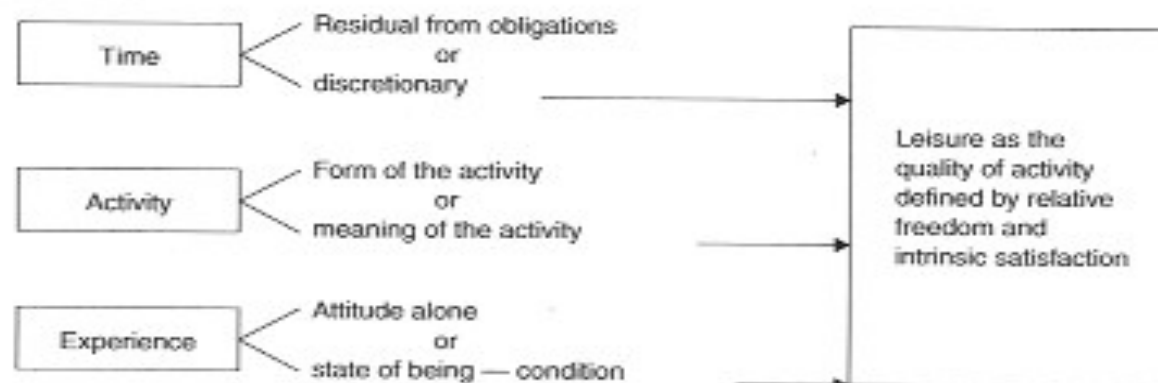 Time
Residual from obligations
or
discretionary
Activity
Form of the activity
or
meaning of the activity
Experience
Attitude alone
or
state of being — condition
Leisure as the
quality of activity
defined by relative
freedom and
intrinsic satisfaction